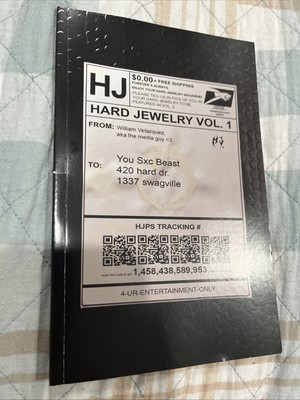 HJ
$0.00 + FREE SHIPPING
FOREVER & ALWAYS
ENJOY YOUR HARD JEWELRY MAGAZINE!
PLEASE TAG US IN PICS OF YOU IN
YOUR HARD JEWELRY TO BE
FEATURED IN VOL. 2
HARD JEWELRY VOL. 1
FROM: William Velazquez,
aka the media guy <3
TO: You Sxc Beast
420 hard dr.
1337 swagville
HJPS TRACKING #
1,458,438,589,953
4-UR-ENTERTAINMENT-ONLY